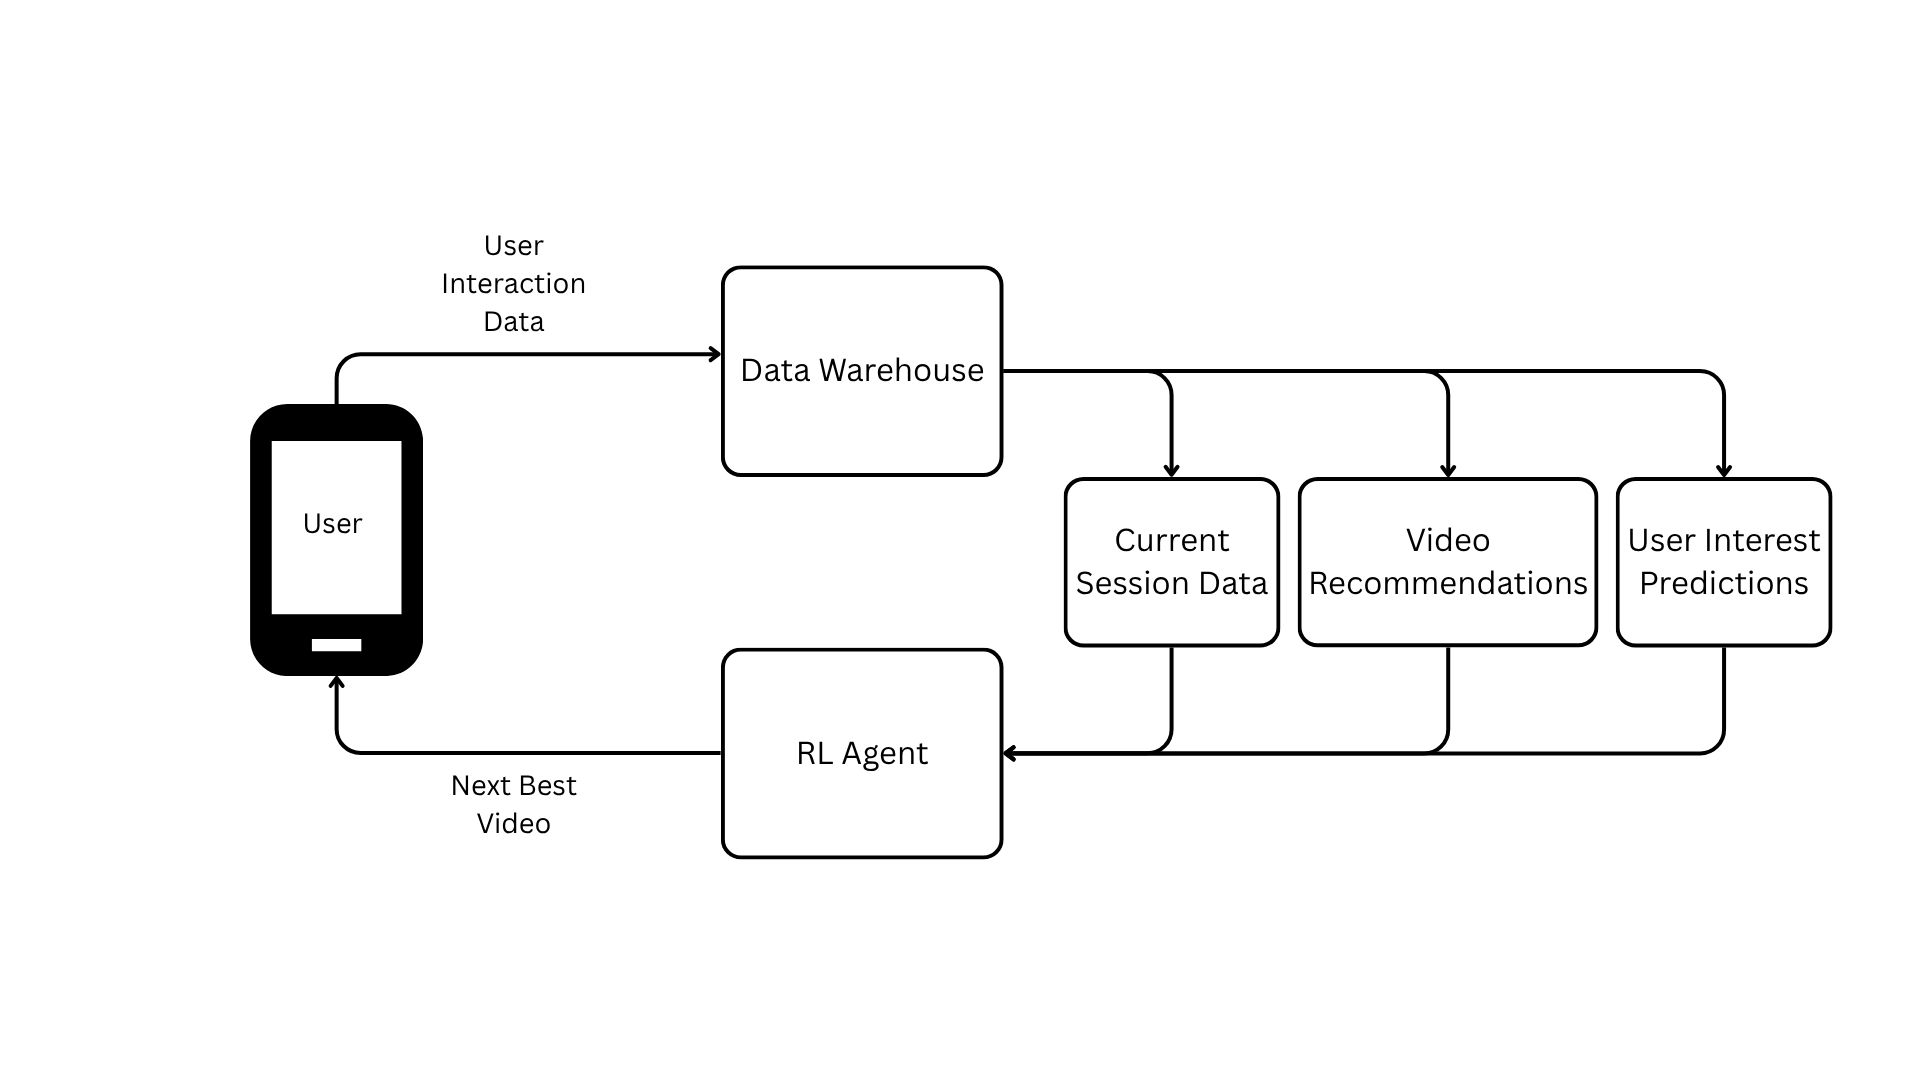 User
Interaction
Data
Data Warehouse
User
Current
Session Data
Video
Recommendations
User Interest
Predictions
RL Agent
Next Best
Video